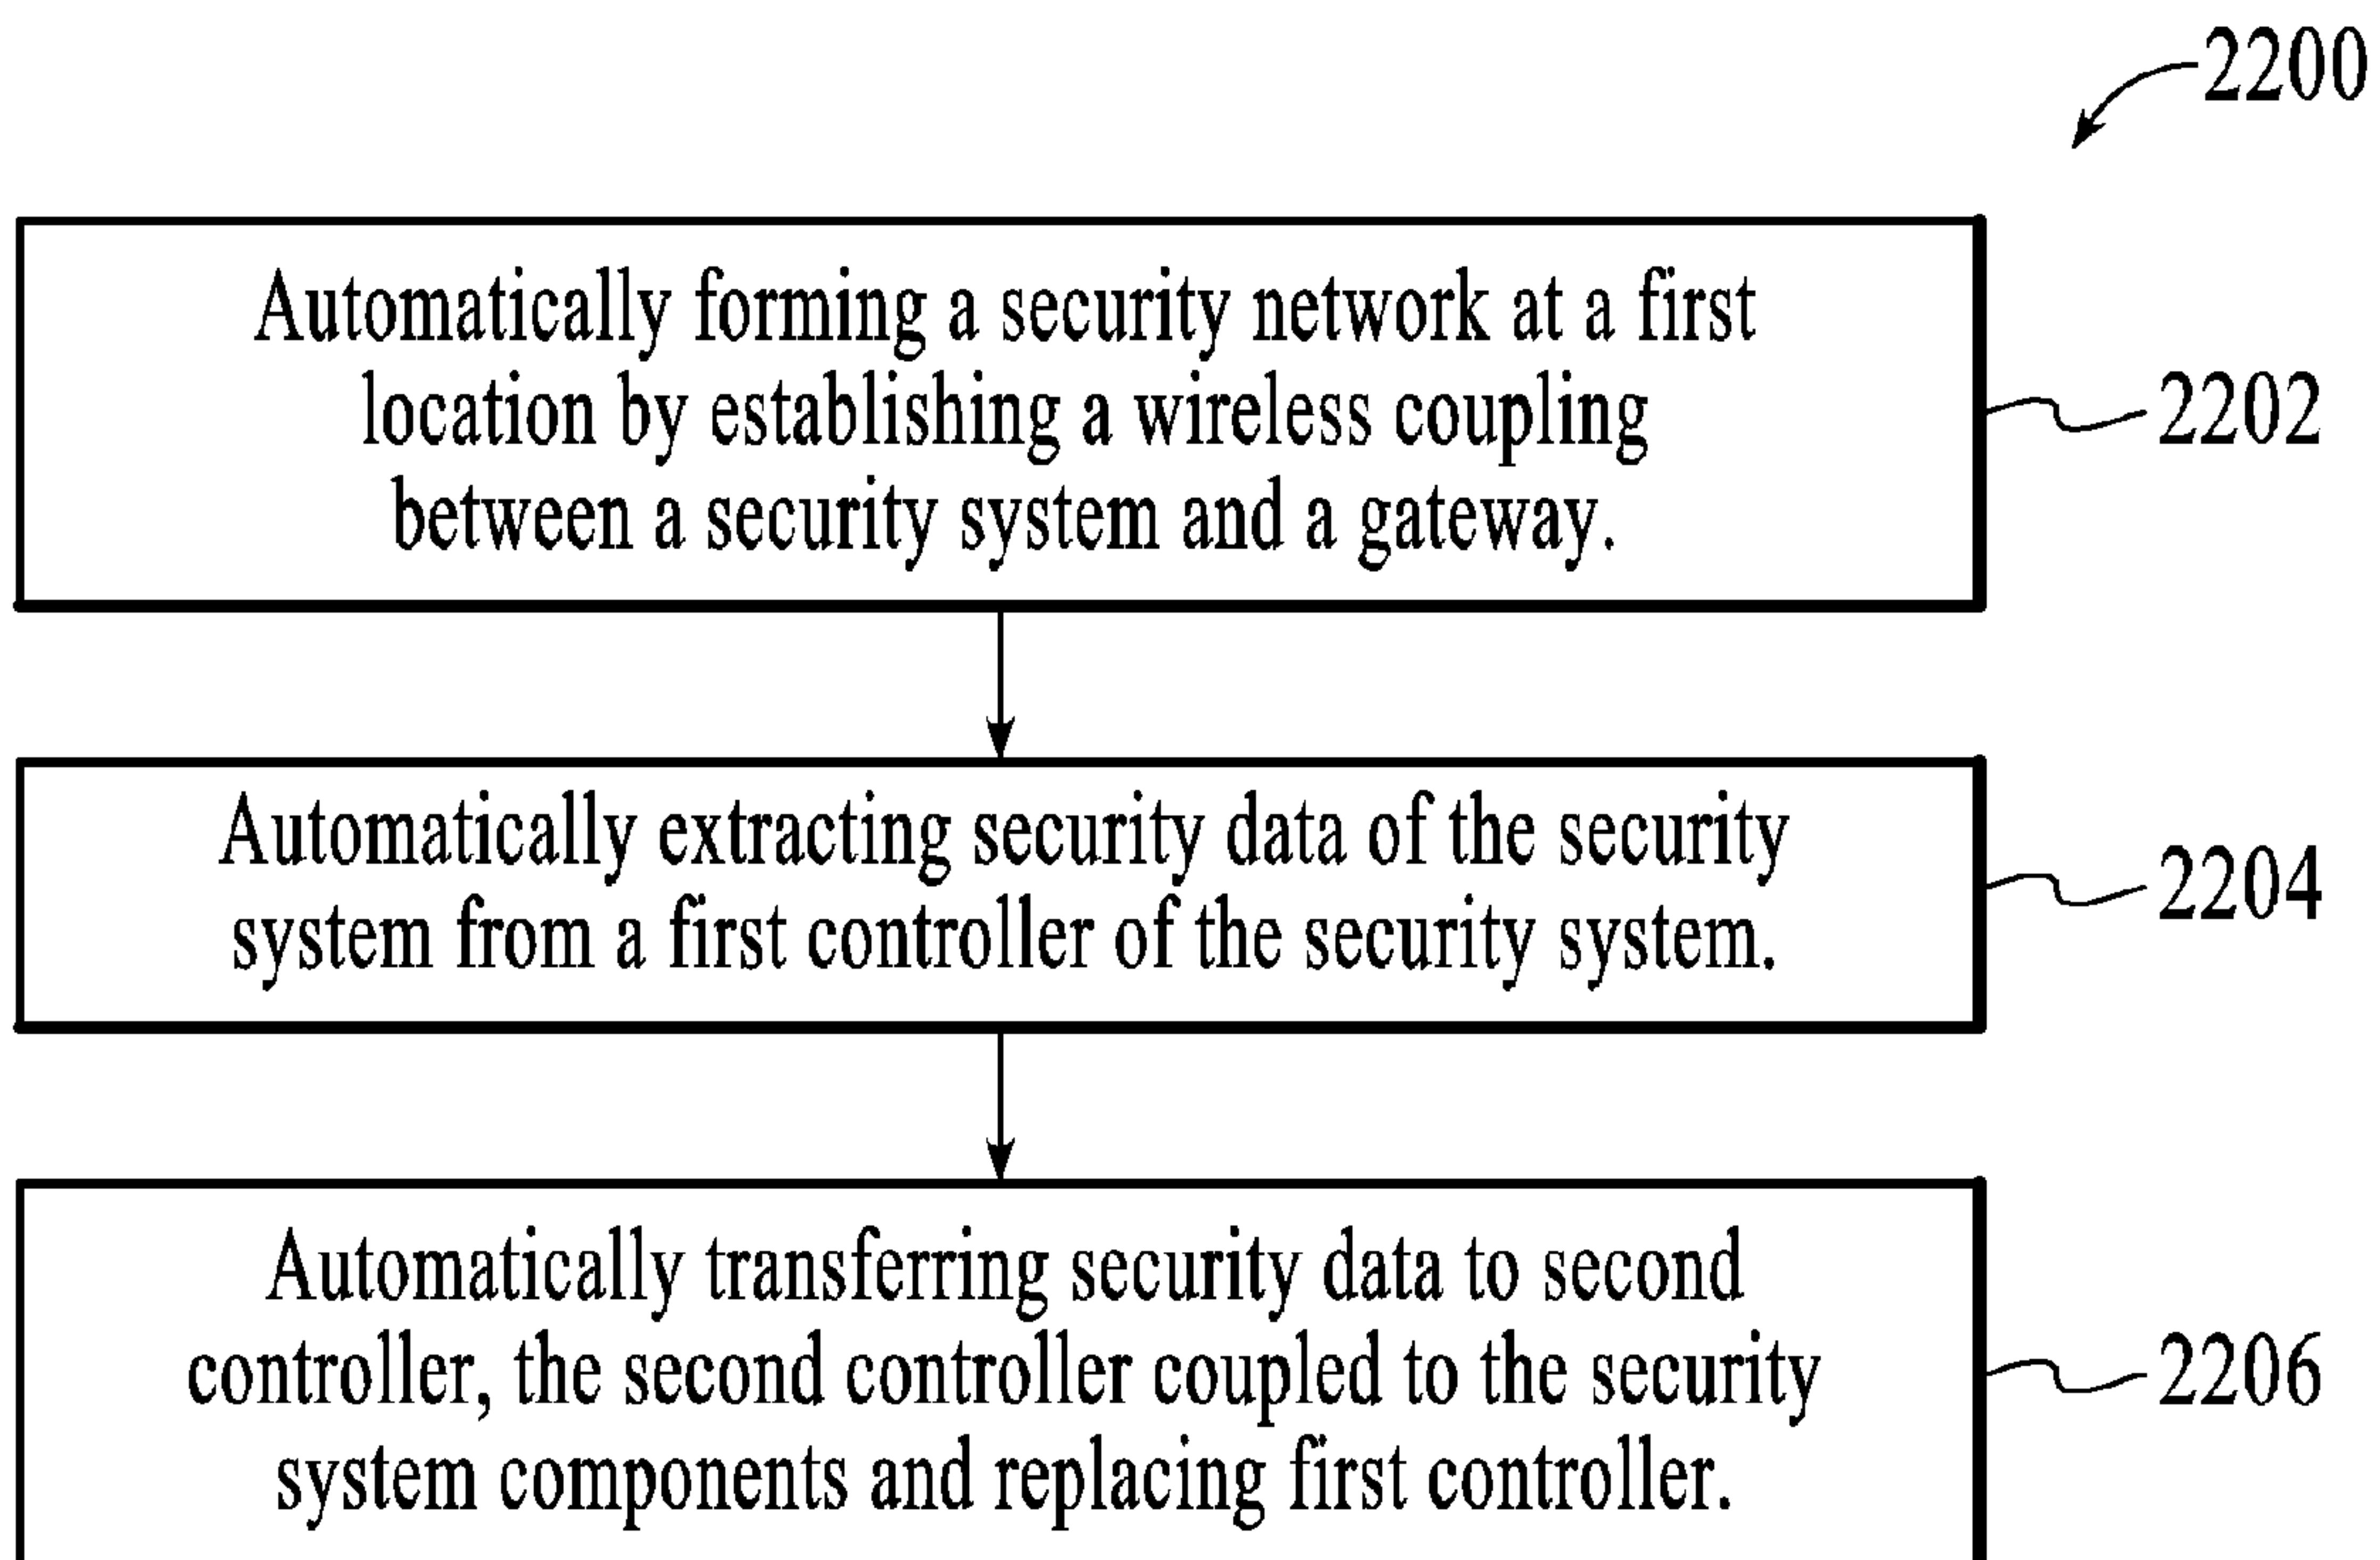 2200
Automatically forming a security network at a first
location by establishing a wireless coupling
between a security system and a gateway.
2202
Automatically extracting security data of the security
system from a first controller of the security system.
2204
Automatically transferring security data to second
controller, the second controller coupled to the security
system components and replacing first controller.
2206